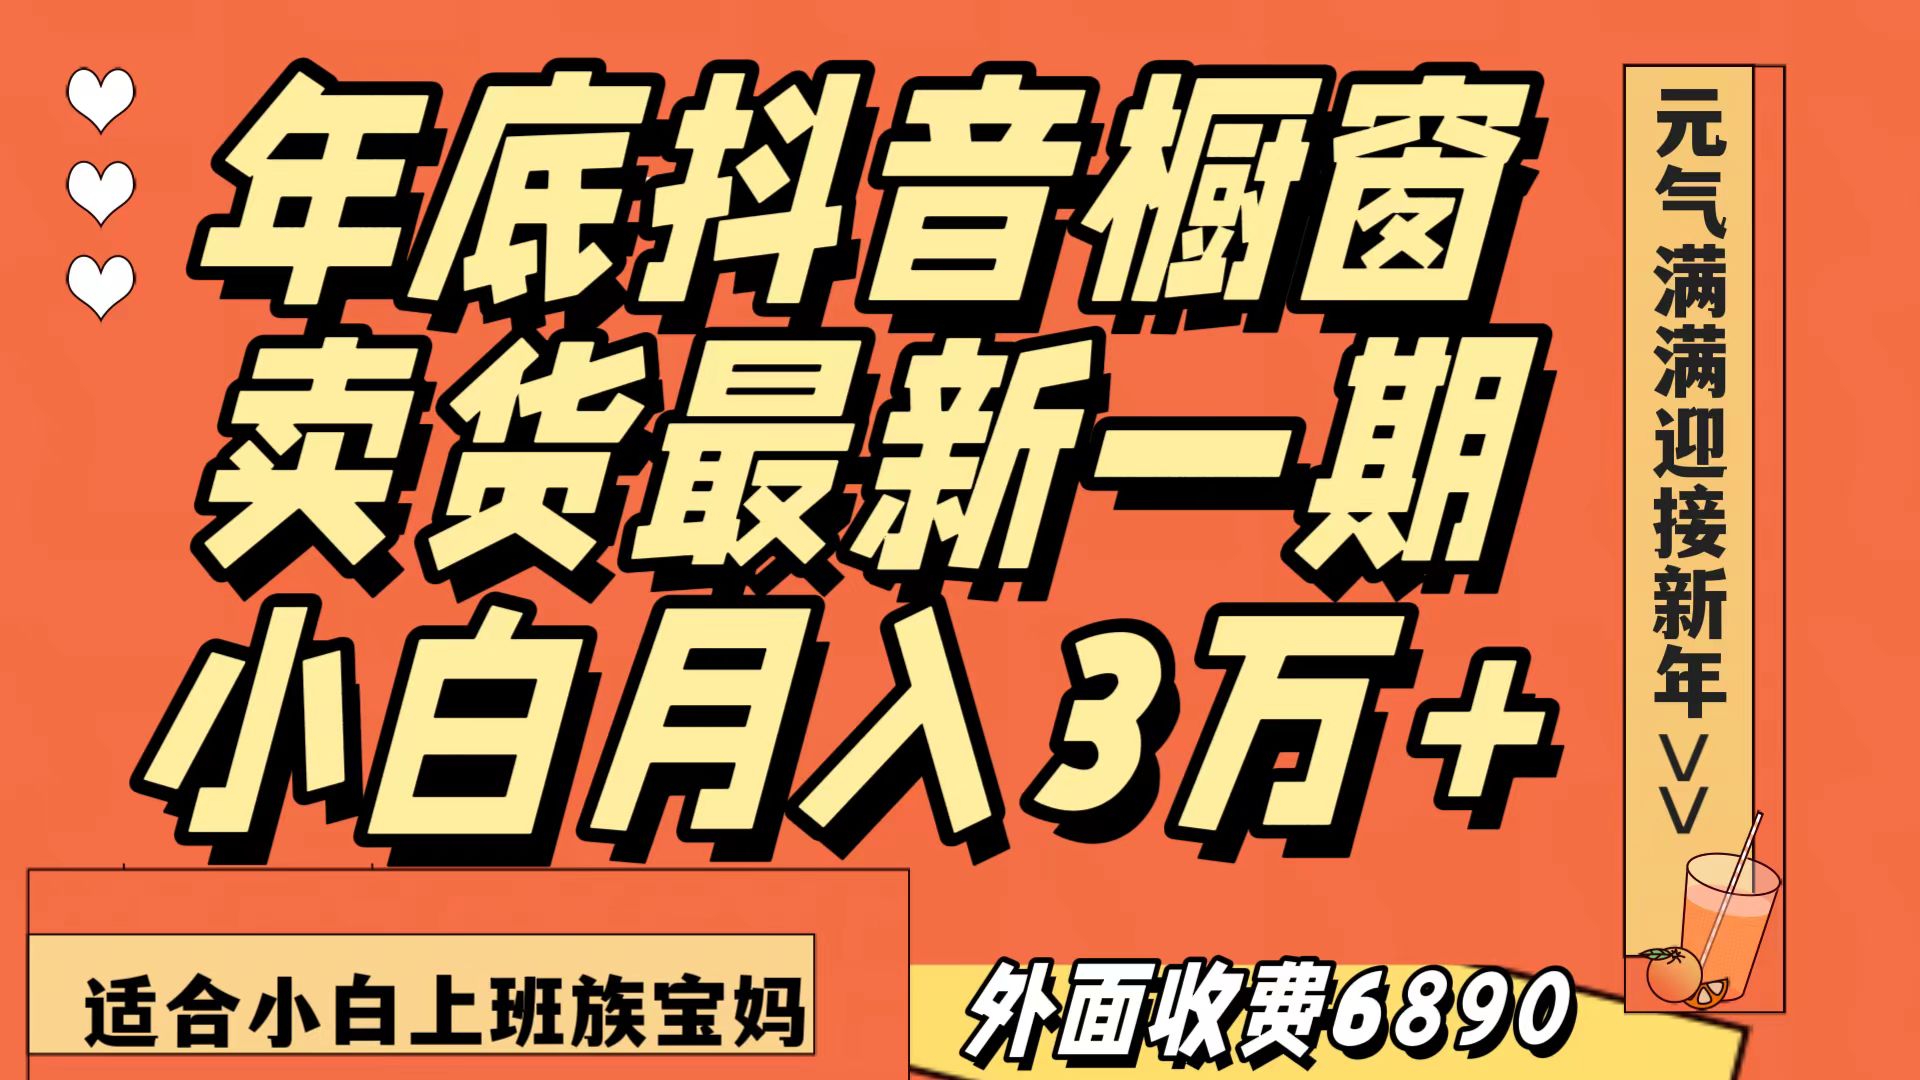 年底抖音橱窗
卖货最新一期
小白月入3万+
元气满满迎接新年>>
适合小白上班族宝妈
外面收费6890